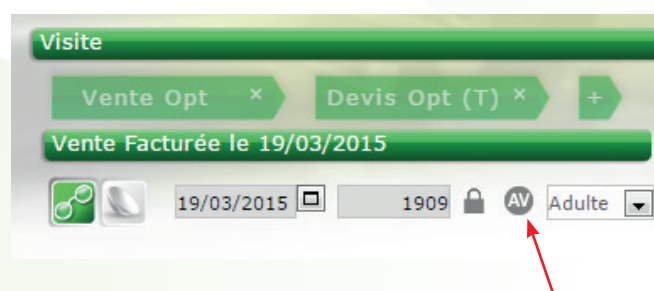 Visite
Vente Opt × Devis Opt (T) × +
Vente Facturée le 19/03/2015
19/03/2015 1909 AV Adulte